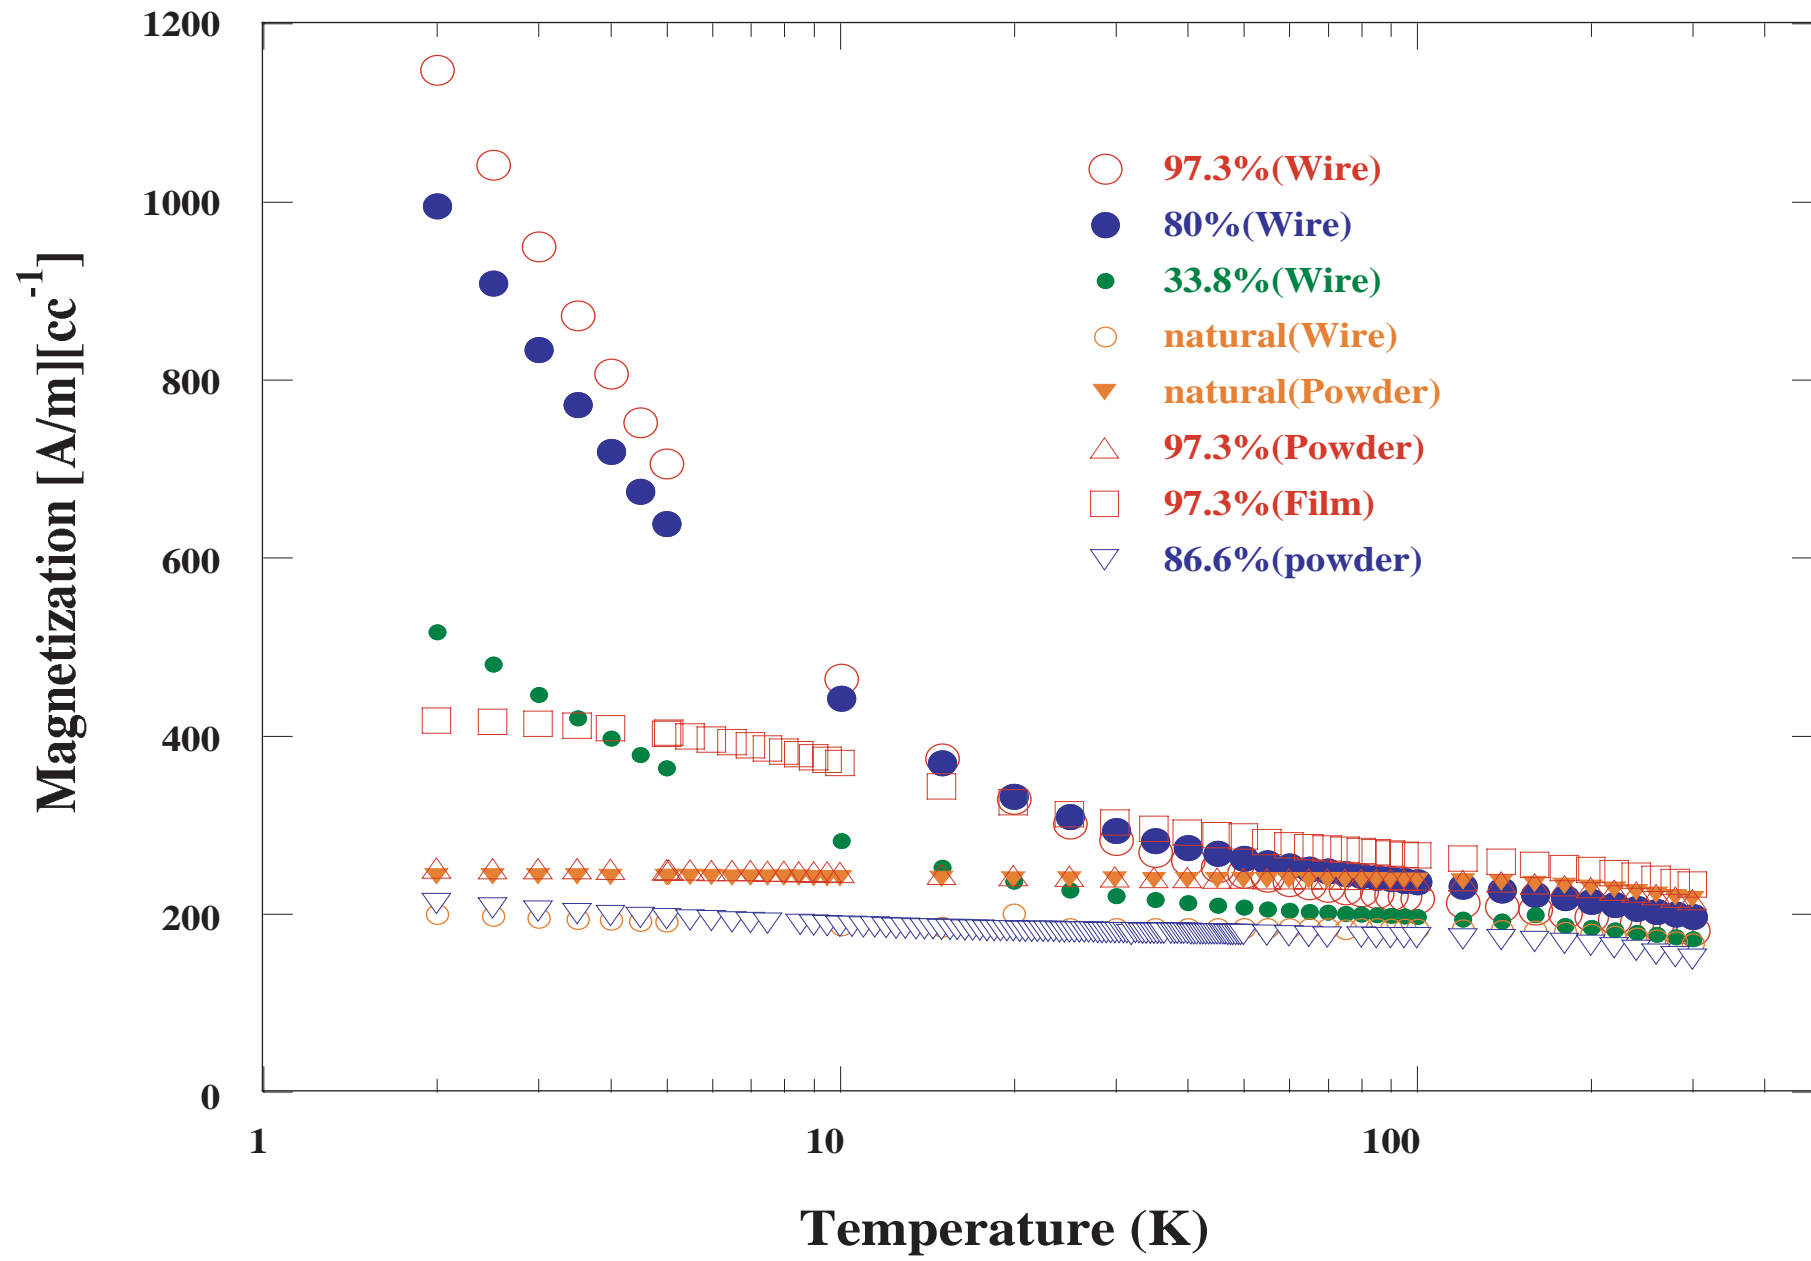 1200
1000
800
600
400
200
0
Magnetization [A/m][cc⁻¹]
97.3%(Wire)
80%(Wire)
33.8%(Wire)
natural(Wire)
natural(Powder)
97.3%(Powder)
97.3%(Film)
86.6%(powder)
1 10 100
Temperature (K)